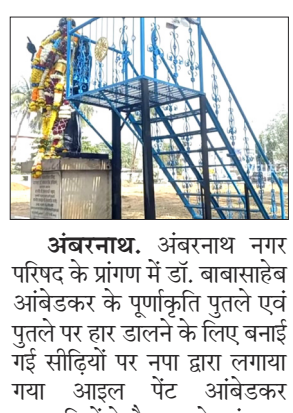 अंबरनाथ. अंबरनाथ नगर
परिषद के प्रांगण में डॉ. बाबासाहेब
आंबेडकर के पूर्णाकृति पुतले एवं
पुतले पर हार डालने के लिए बनाई
गई सीढ़ियों पर नपा द्वारा लगाया
गया आइल पेंट आंबेडकर